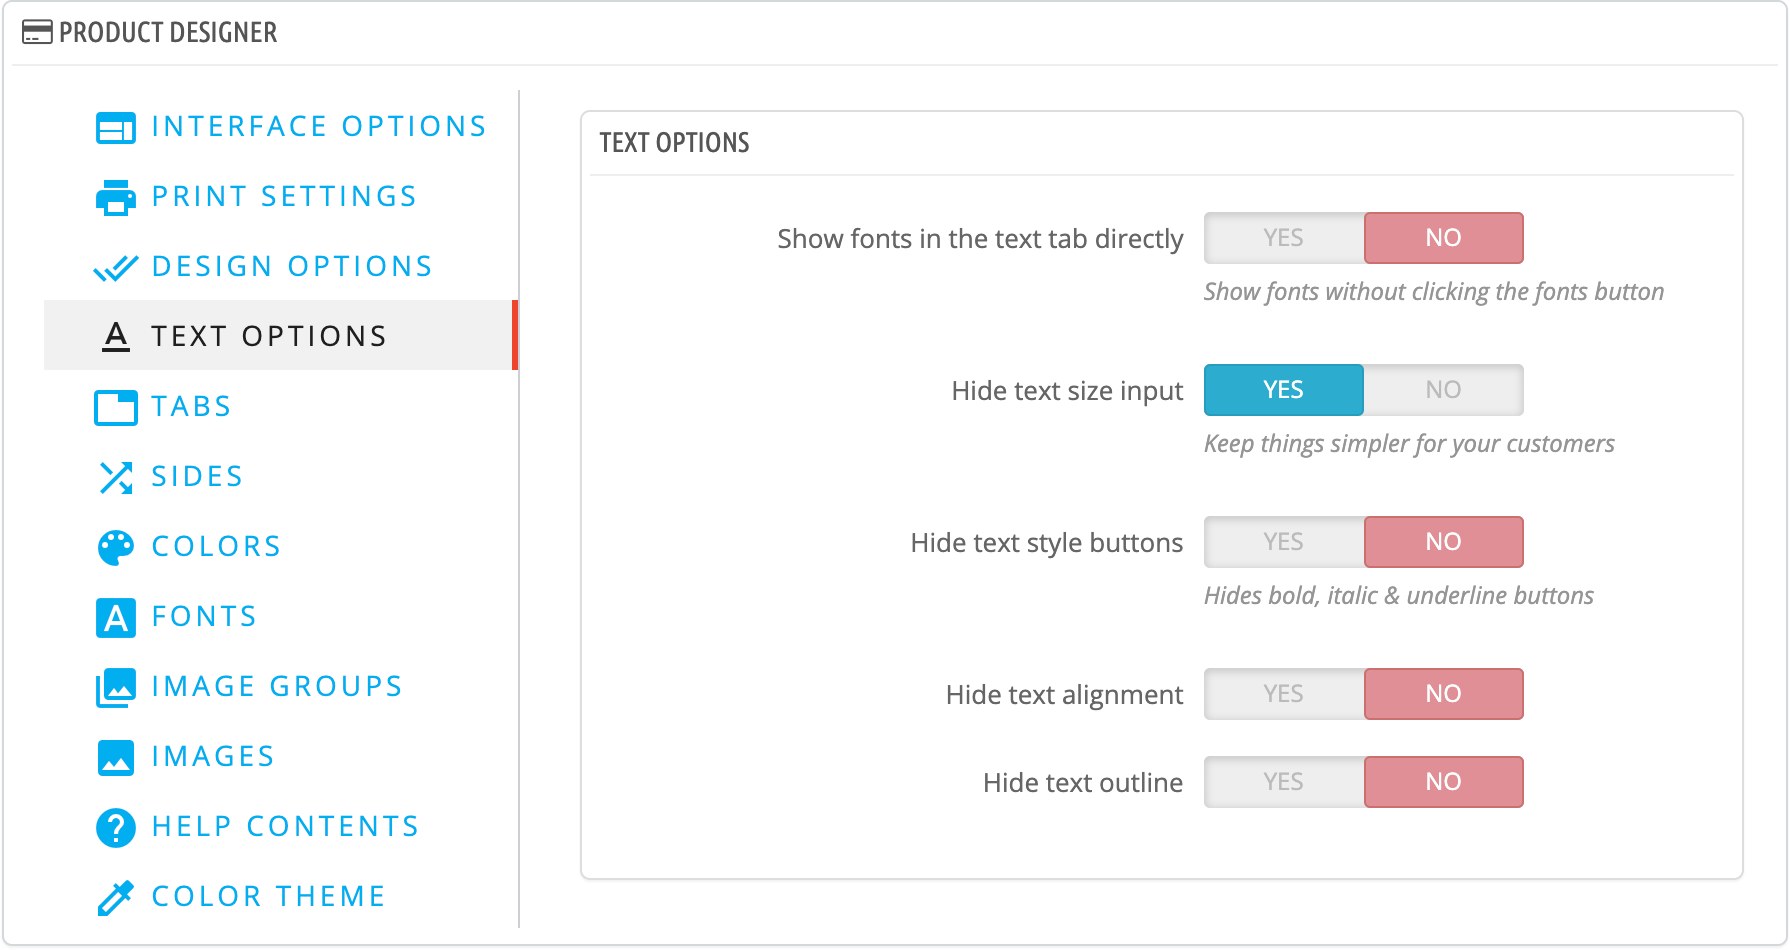 PRODUCT DESIGNER
INTERFACE OPTIONS
PRINT SETTINGS
DESIGN OPTIONS
TEXT OPTIONS
TABS
SIDES
COLORS
FONTS
IMAGE GROUPS
IMAGES
HELP CONTENTS
COLOR THEME
TEXT OPTIONS
Show fonts in the text tab directly YES NO
Show fonts without clicking the fonts button
Hide text size input YES NO
Keep things simpler for your customers
Hide text style buttons YES NO
Hides bold, italic & underline buttons
Hide text alignment YES NO
Hide text outline YES NO